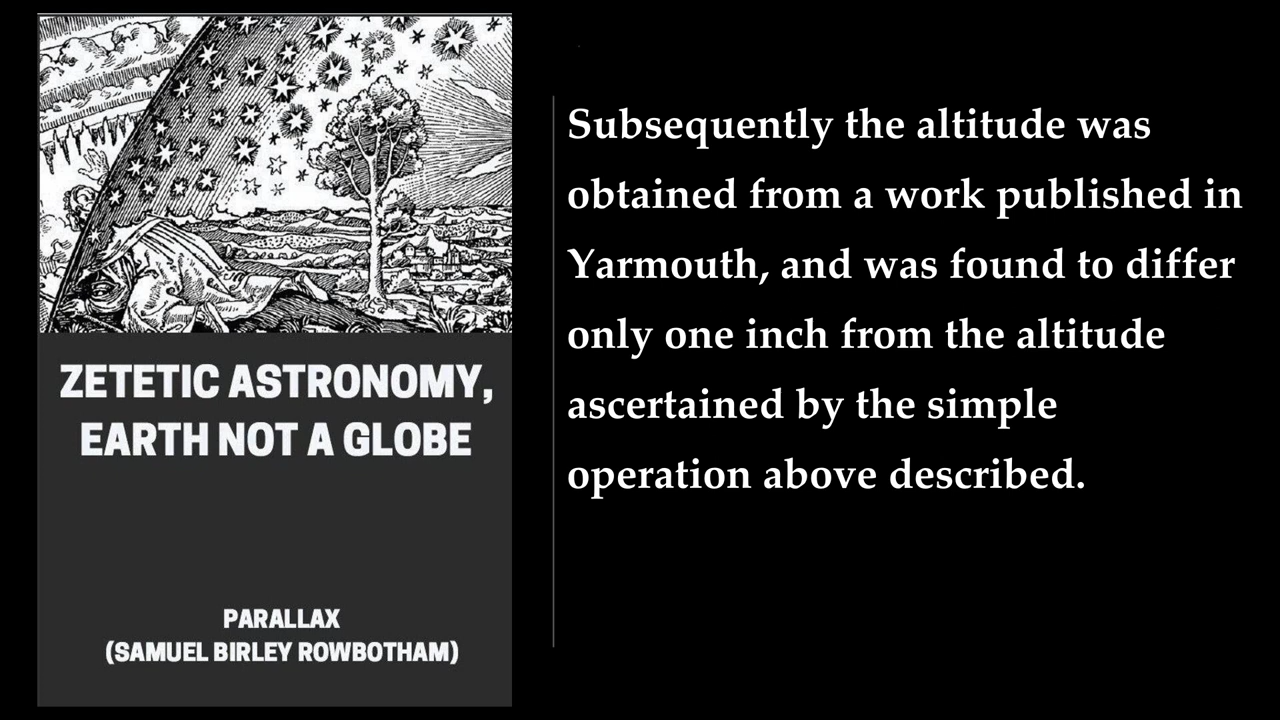 ZETETIC ASTRONOMY,
EARTH NOT A GLOBE
PARALLAX
(SAMUEL BIRLEY ROWBOTHAM)
Subsequently the altitude was
obtained from a work published in
Yarmouth, and was found to differ
only one inch from the altitude
ascertained by the simple
operation above described.